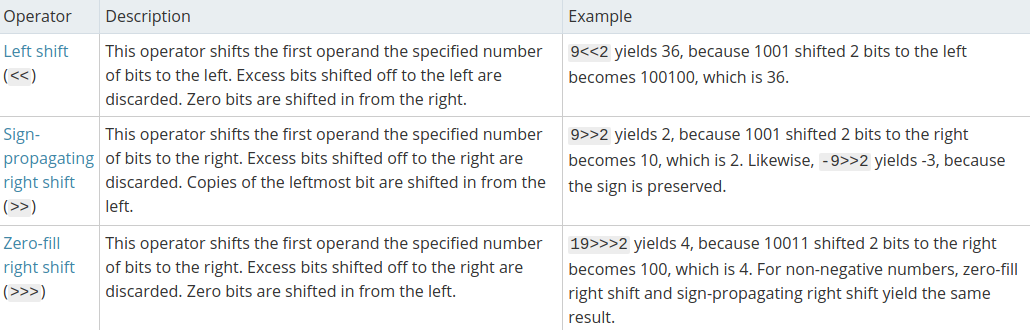 Operator Description Example
Left shift
(<<)
This operator shifts the first operand the specified number
of bits to the left. Excess bits shifted off to the left are
discarded. Zero bits are shifted in from the right.
9<<2 yields 36, because 1001 shifted 2 bits to the left
becomes 100100, which is 36.
Sign-
propagating
right shift
(>>)
This operator shifts the first operand the specified number
of bits to the right. Excess bits shifted off to the right are
discarded. Copies of the leftmost bit are shifted in from the
left.
9>>2 yields 2, because 1001 shifted 2 bits to the right
becomes 10, which is 2. Likewise, -9>>2 yields -3, because
the sign is preserved.
Zero-fill
right shift
(>>>)
This operator shifts the first operand the specified number
of bits to the right. Excess bits shifted off to the right are
discarded. Zero bits are shifted in from the left.
19>>>2 yields 4, because 10011 shifted 2 bits to the right
becomes 100, which is 4. For non-negative numbers, zero-fill
right shift and sign-propagating right shift yield the same
result.